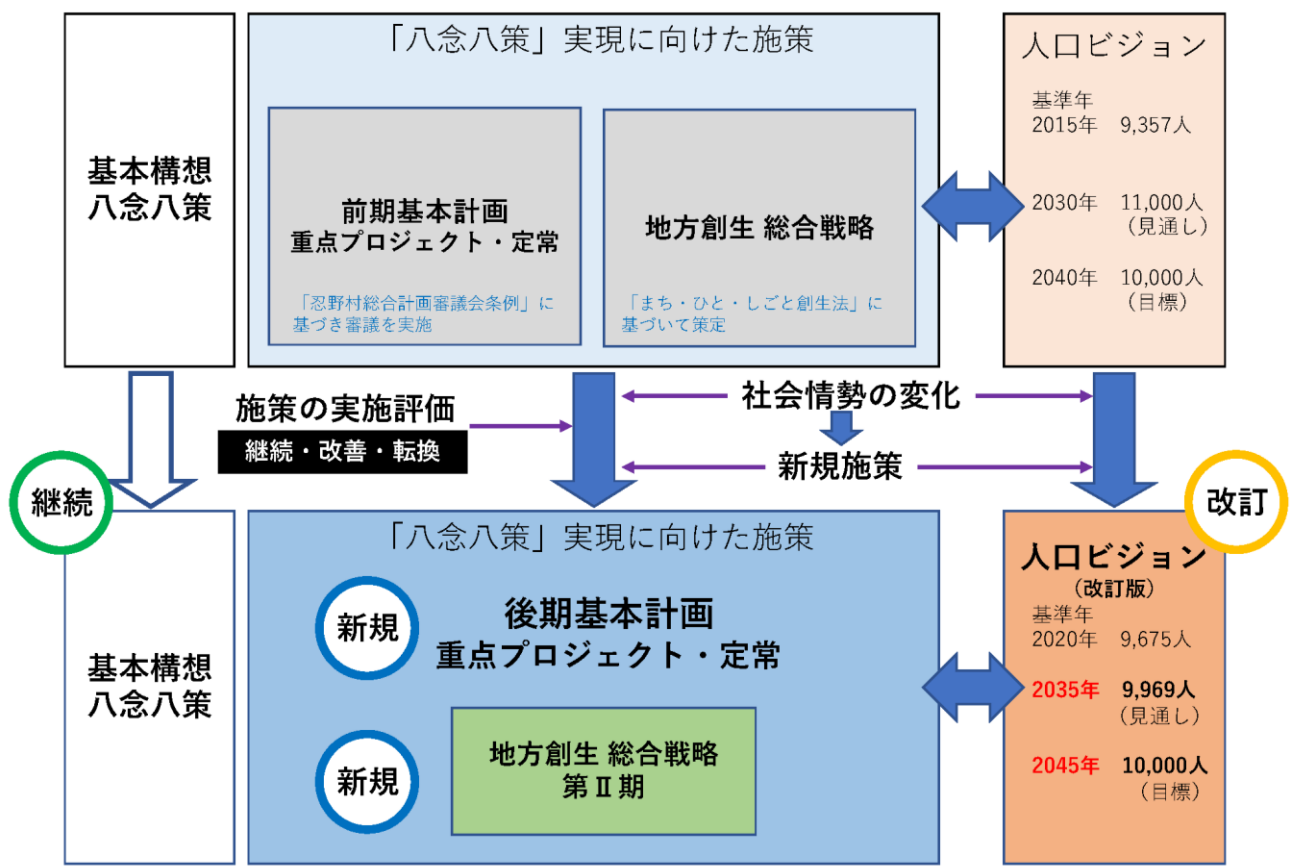 基本構想
八念八策
「八念八策」実現に向けた施策
前期基本計画
重点プロジェクト・定常
「忍野村総合計画審議会条例」に
基づき審議を実施
地方創生 総合戦略
「まち・ひと・しごと創生法」に
基づいて策定
人口ビジョン
基準年
2015年 9,357人
2030年 11,000人
(見通し)
2040年 10,000人
(目標)
施策の実施評価
継続・改善・転換
社会情勢の変化
新規施策
継続
改訂
基本構想
八念八策
「八念八策」実現に向けた施策
新規
後期基本計画
重点プロジェクト・定常
新規
地方創生 総合戦略
第Ⅱ期
人口ビジョン
(改訂版)
基準年
2020年 9,675人
2035年 9,969人
(見通し)
2045年 10,000人
(目標)